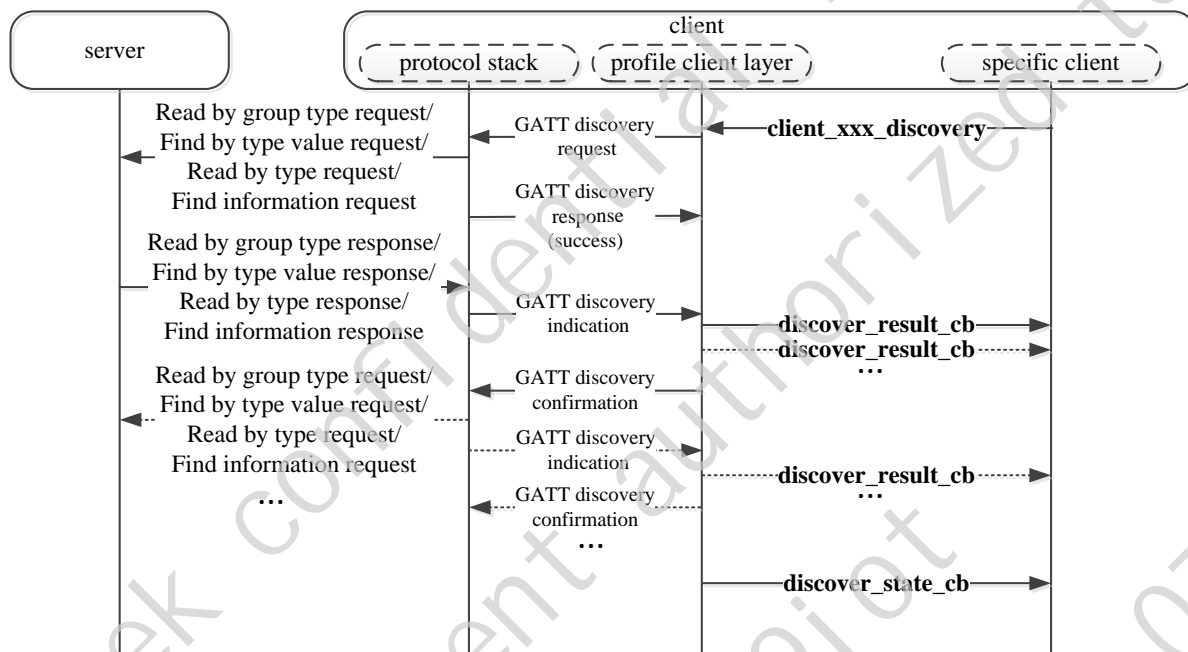 client
server
protocol stack
profile client layer
specific client
Read by group type request/
Find by type value request/
Read by type request/
Find information request
GATT discovery
request
client_xxx_discovery
GATT discovery
response
(success)
Read by group type response/
Find by type value response/
Read by type response/
Find information response
GATT discovery
indication
discover_result_cb
discover_result_cb
...
Read by group type request/
Find by type value request/
Read by type request/
Find information request
...
GATT discovery
confirmation
GATT discovery
indication
discover_result_cb
...
GATT discovery
confirmation
...
discover_state_cb
confidential
authorized to